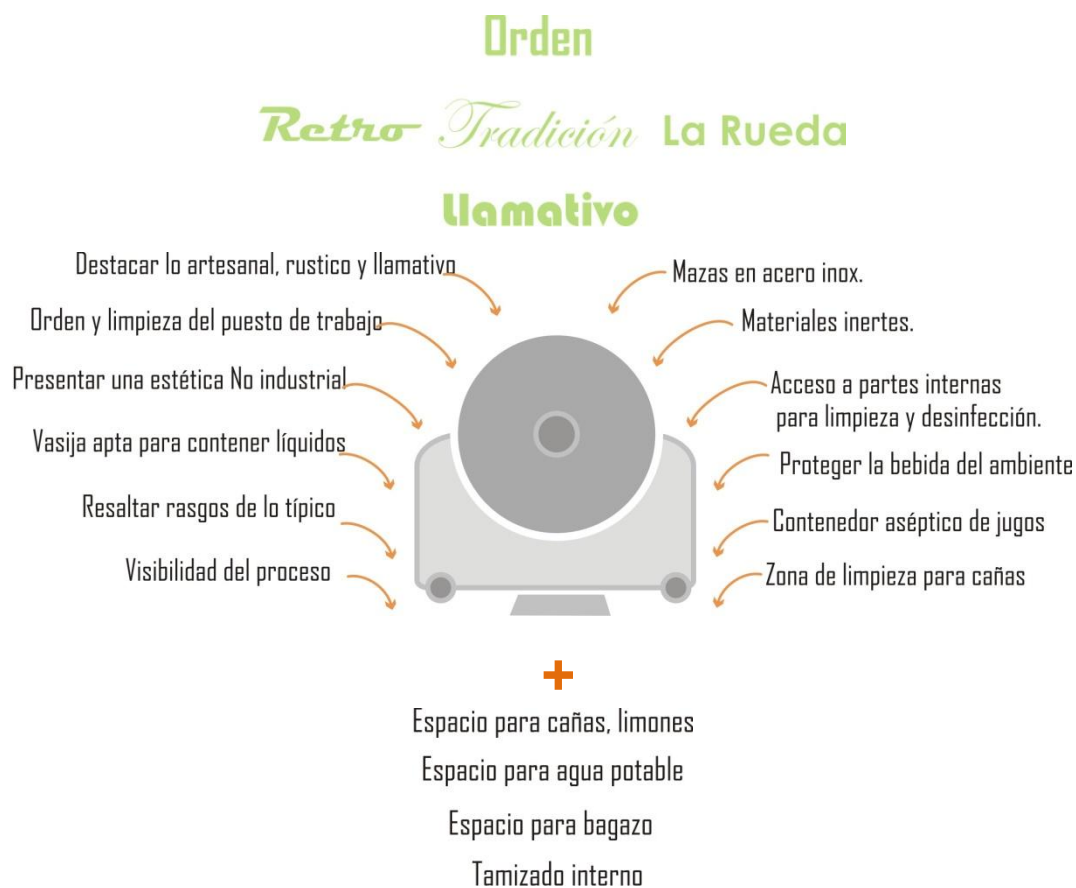 Orden
Retro Tradición La Rueda
Llamativo
Destacar lo artesanal, rustico y llamativo
Orden y limpieza del puesto de trabajo
Presentar una estética No industrial
Vasija apta para contener líquidos
Resaltar rasgos de lo típico
Visibilidad del proceso
Mazas en acero inox.
Materiales inertes.
Acceso a partes internas
para limpieza y desinfección.
Proteger la bebida del ambiente
Contenedor aséptico de jugos
Zona de limpieza para cañas
+
Espacio para cañas, limones
Espacio para agua potable
Espacio para bagazo
Tamizado interno